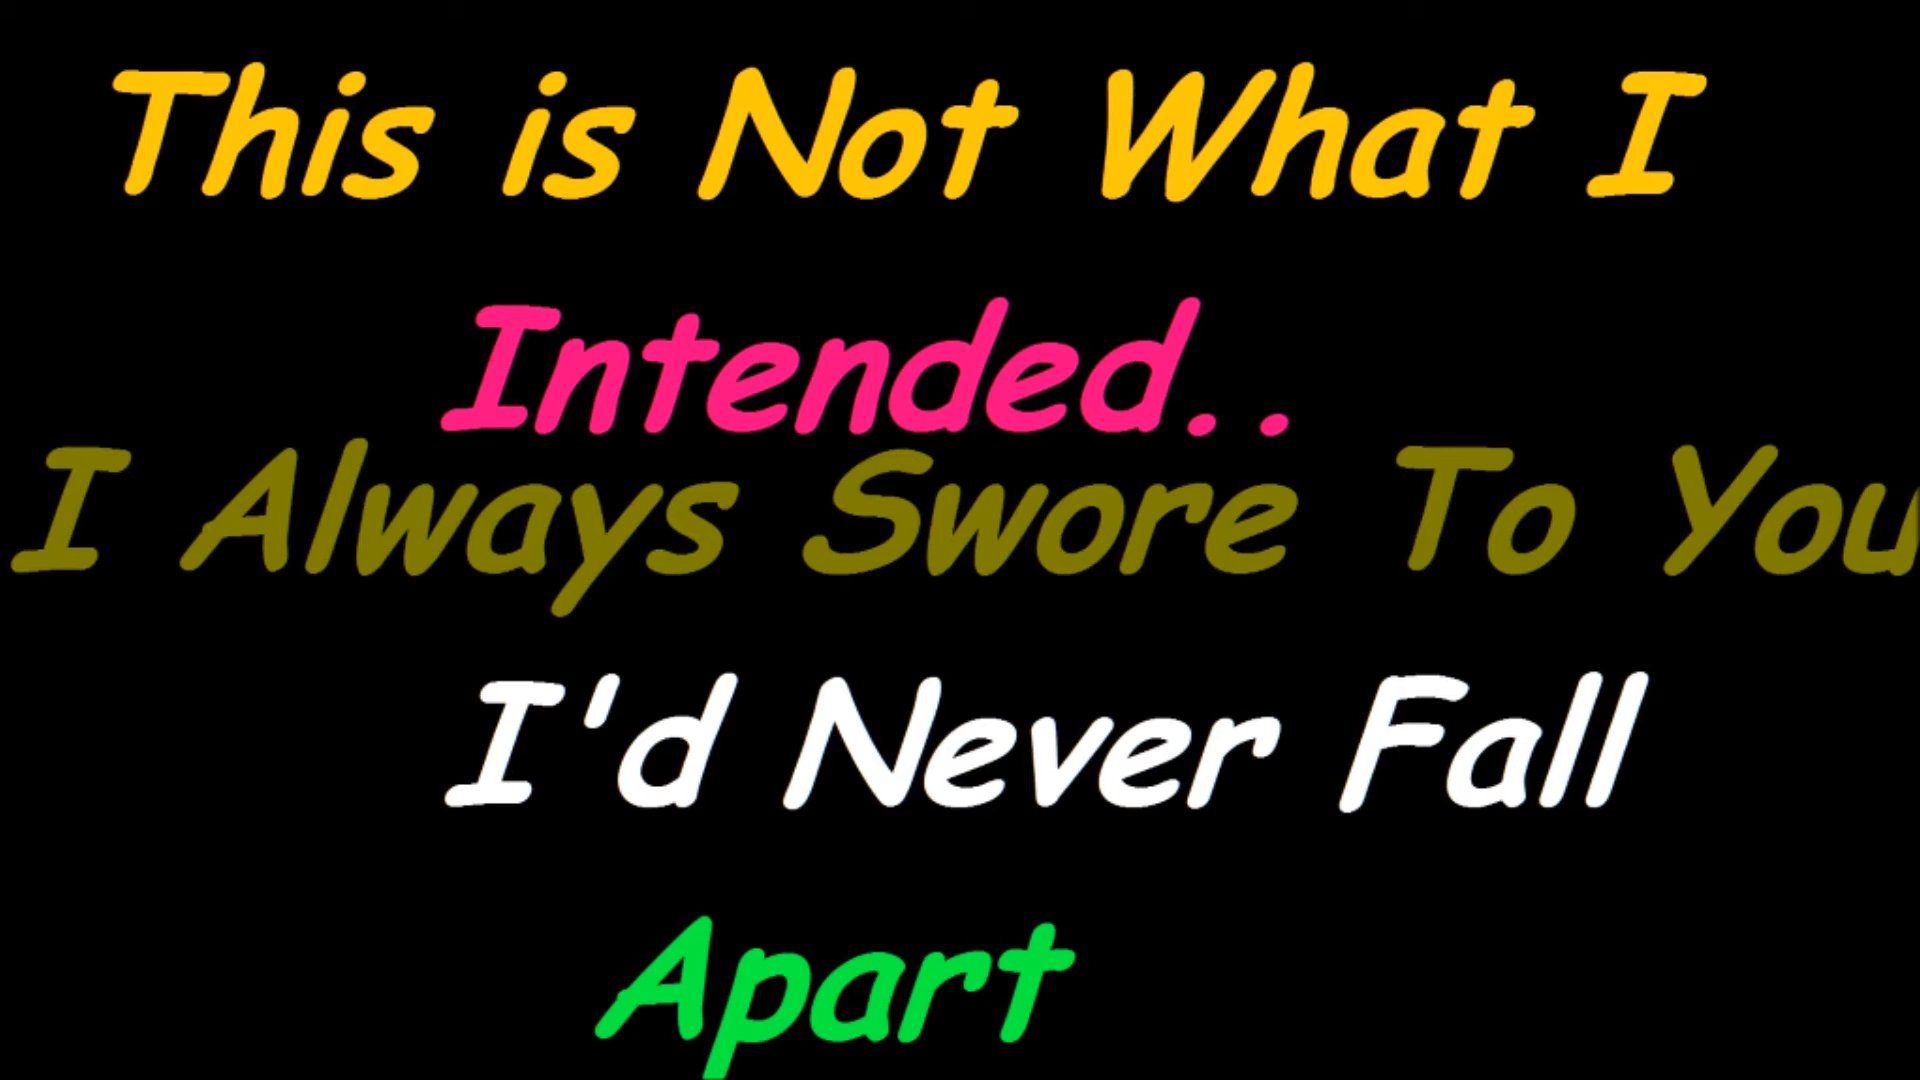 This is Not What I
Intended..
I Always Swore To You
I'd Never Fall
Apart